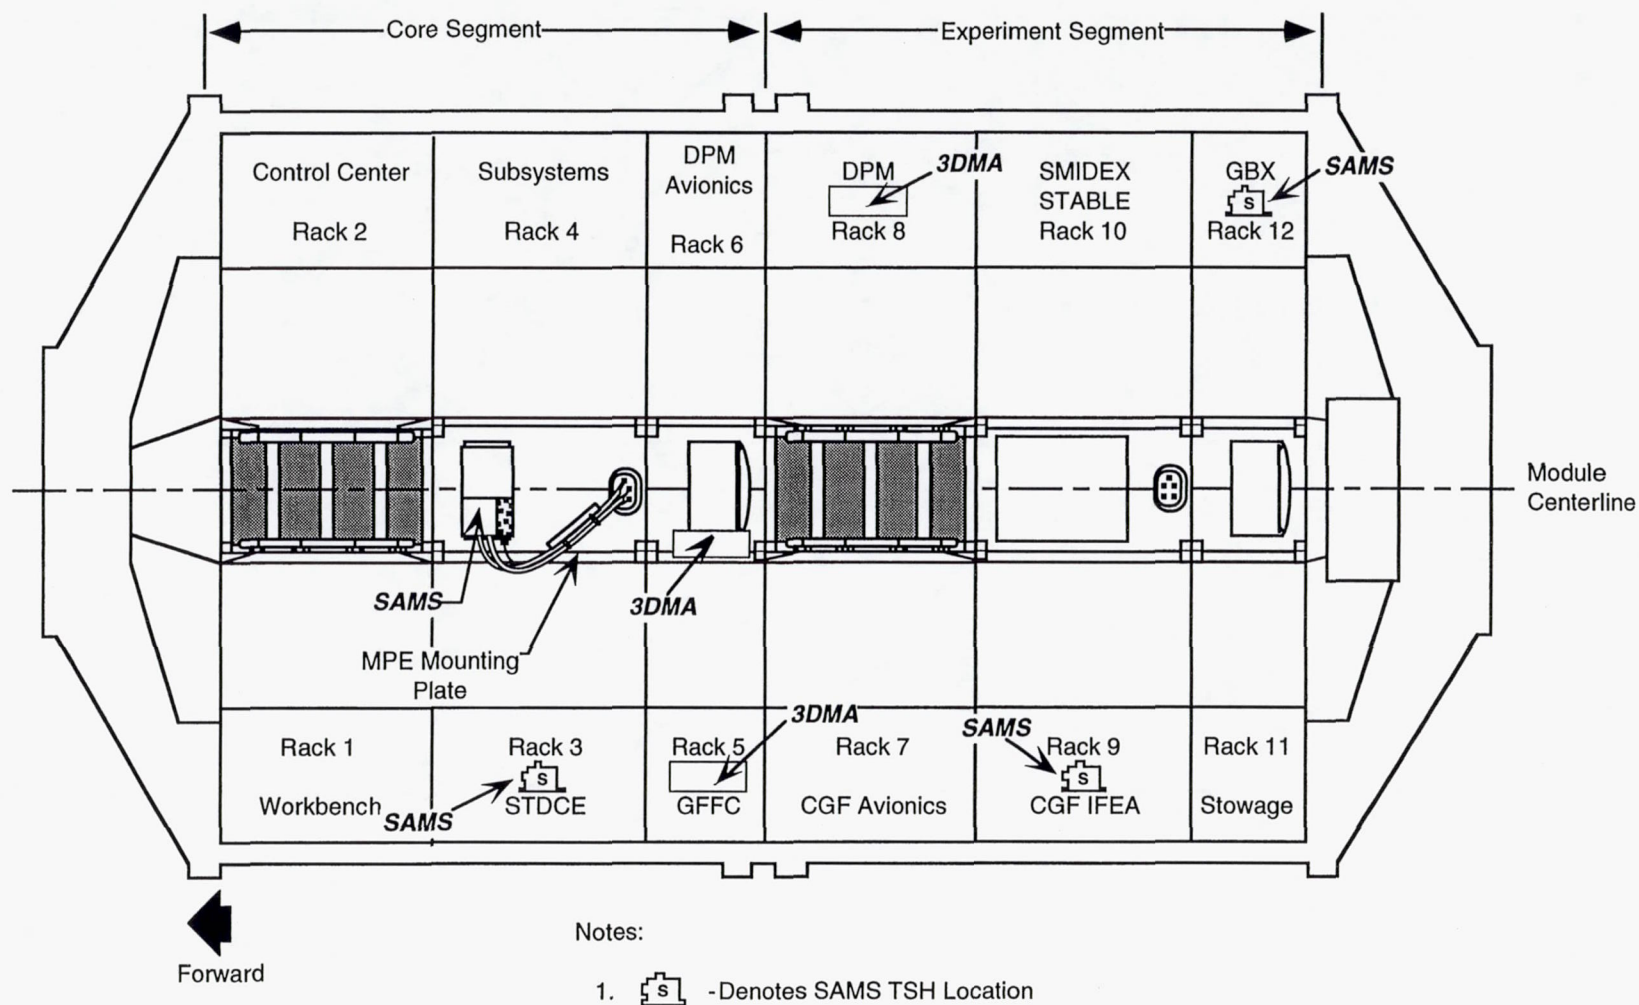 Core Segment
Experiment Segment
Control Center
Rack 2
Subsystems
Rack 4
DPM
Avionics
Rack 6
DPM
Rack 8
3DMA
SMIDEX
STABLE
Rack 10
GBX
S
Rack 12
SAMS
Module
Centerline
SAMS
3DMA
MPE Mounting
Plate
Rack 1
Workbench
SAMS
Rack 3
S
STDCE
Rack 5
GFFC
3DMA
Rack 7
CGF Avionics
SAMS
Rack 9
S
CGF IFEA
Rack 11
Stowage
Forward
Notes:
1. S -Denotes SAMS TSH Location